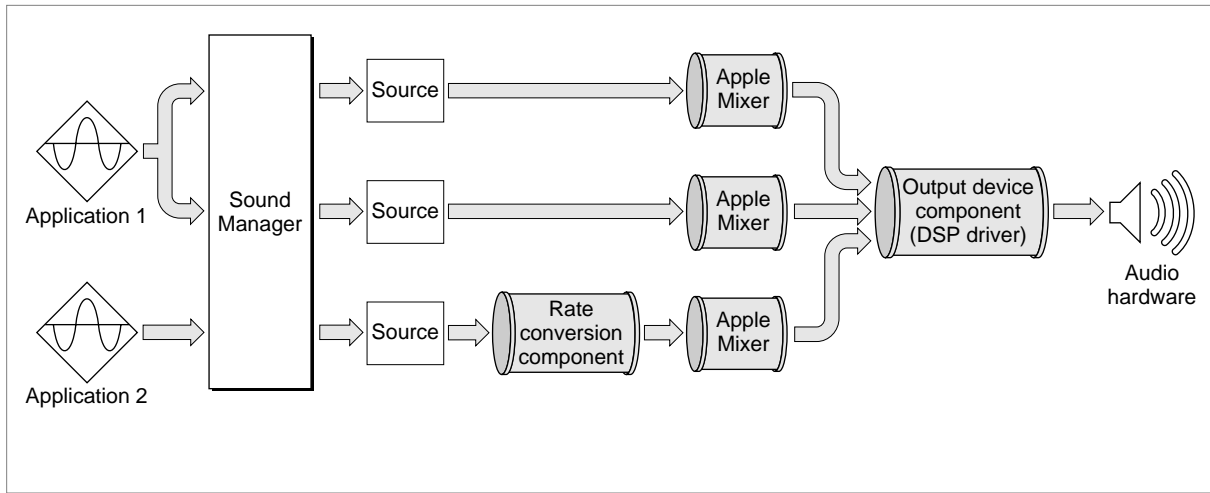 Application 1
Application 2
Sound
Manager
Source
Apple
Mixer
Source
Apple
Mixer
Source
Rate
conversion
component
Apple
Mixer
Output device
component
(DSP driver)
Audio
hardware